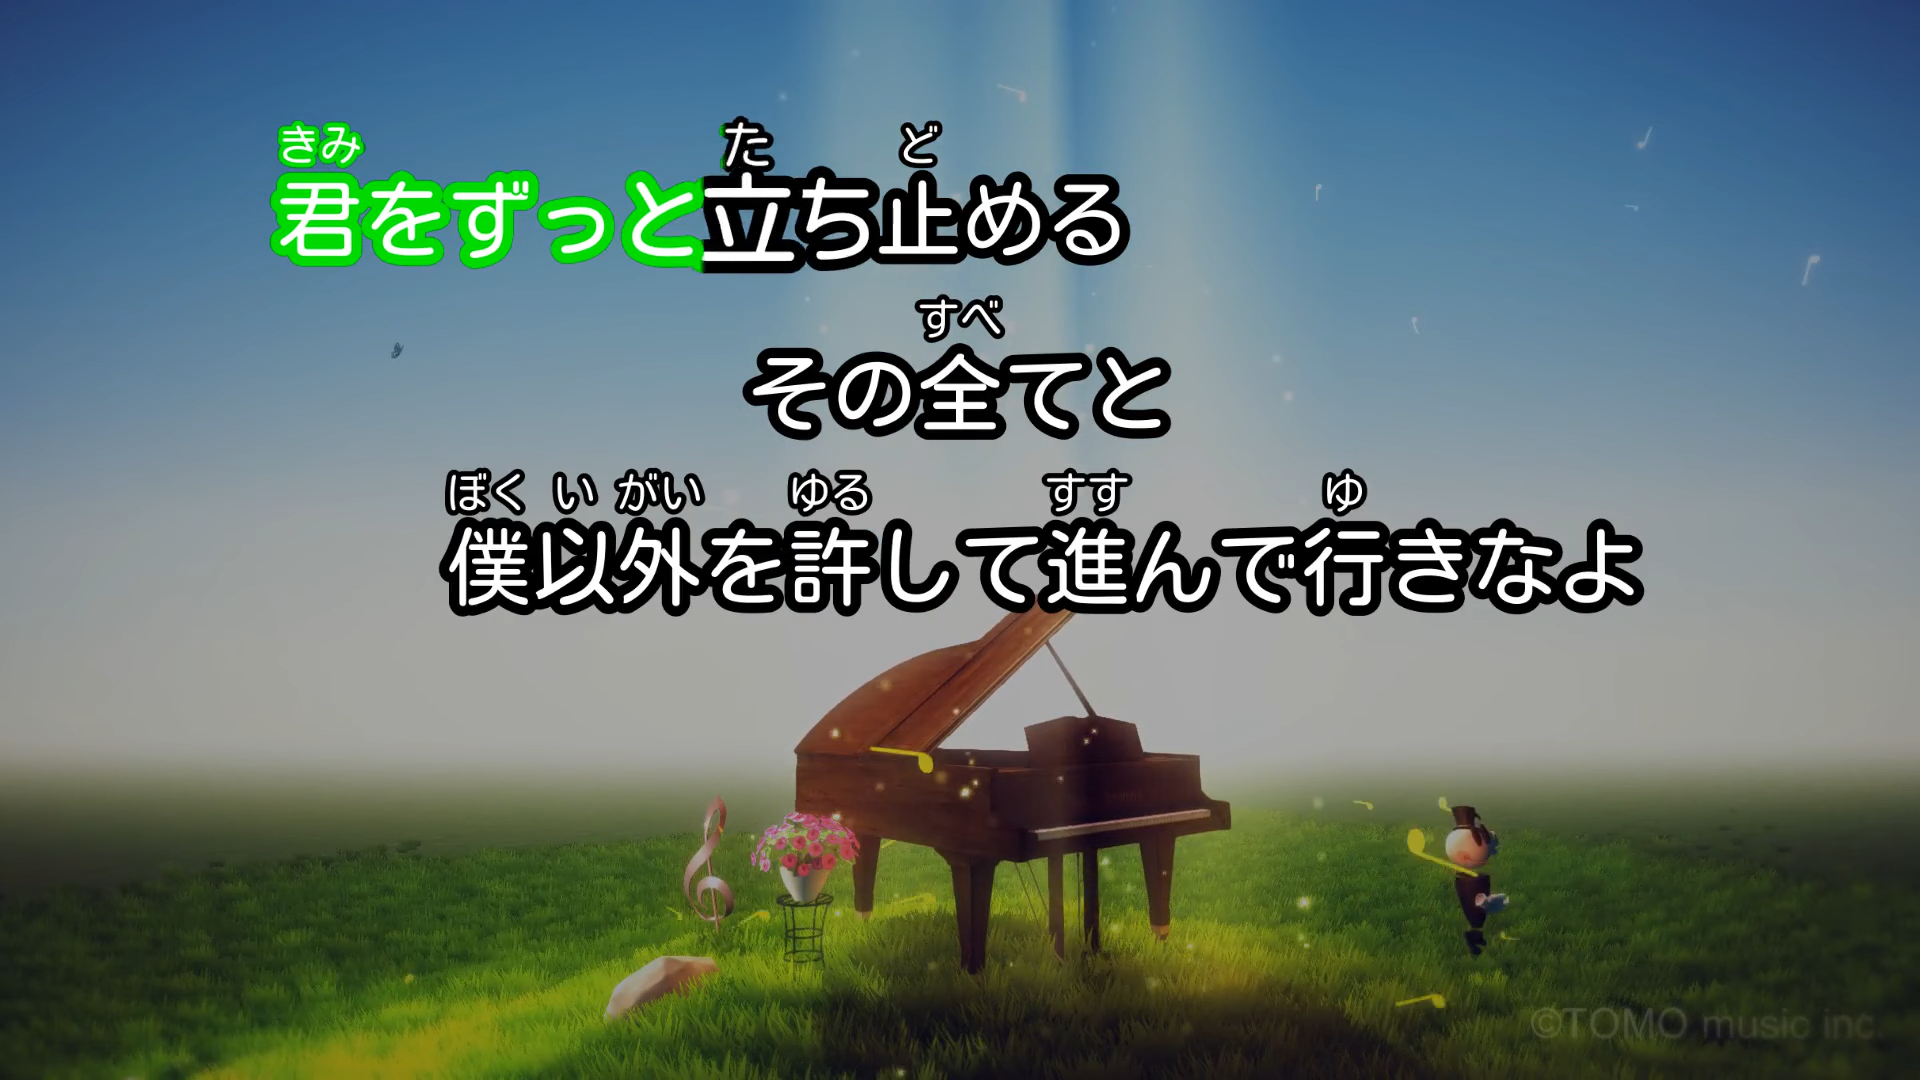 きみ た ど
君をずっと立ち止める
すべ
その全てと
ぼく い がい ゆる すす ゆ
僕以外を許して進んで行きなよ
©TOMO music inc